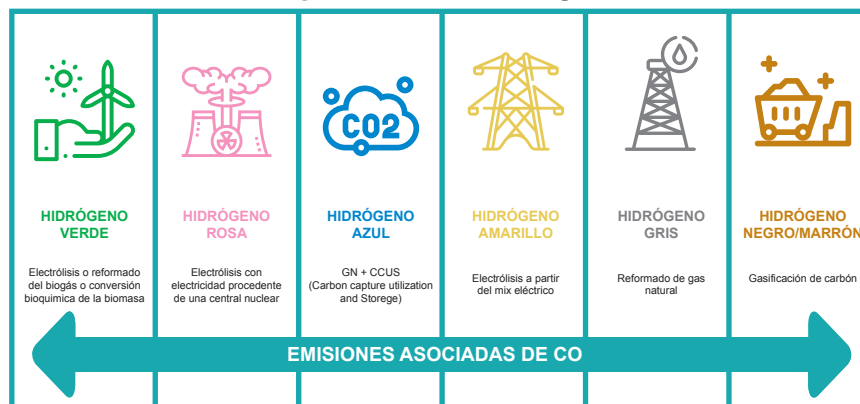 CO2
HIDRÓGENO
VERDE
Electrólisis o reformado
del biogás o conversión
bioquimica de la biomasa
HIDRÓGENO
ROSA
Electrólisis con
electricidad procedente
de una central nuclear
HIDRÓGENO
AZUL
GN + CCUS
(Carbon capture utilization
and Storege)
HIDRÓGENO
AMARILLO
Electrólisis a partir
del mix eléctrico
HIDRÓGENO
GRIS
Reformado de gas
natural
HIDRÓGENO
NEGRO/MARRÓN
Gasificación de carbón
EMISIONES ASOCIADAS DE CO